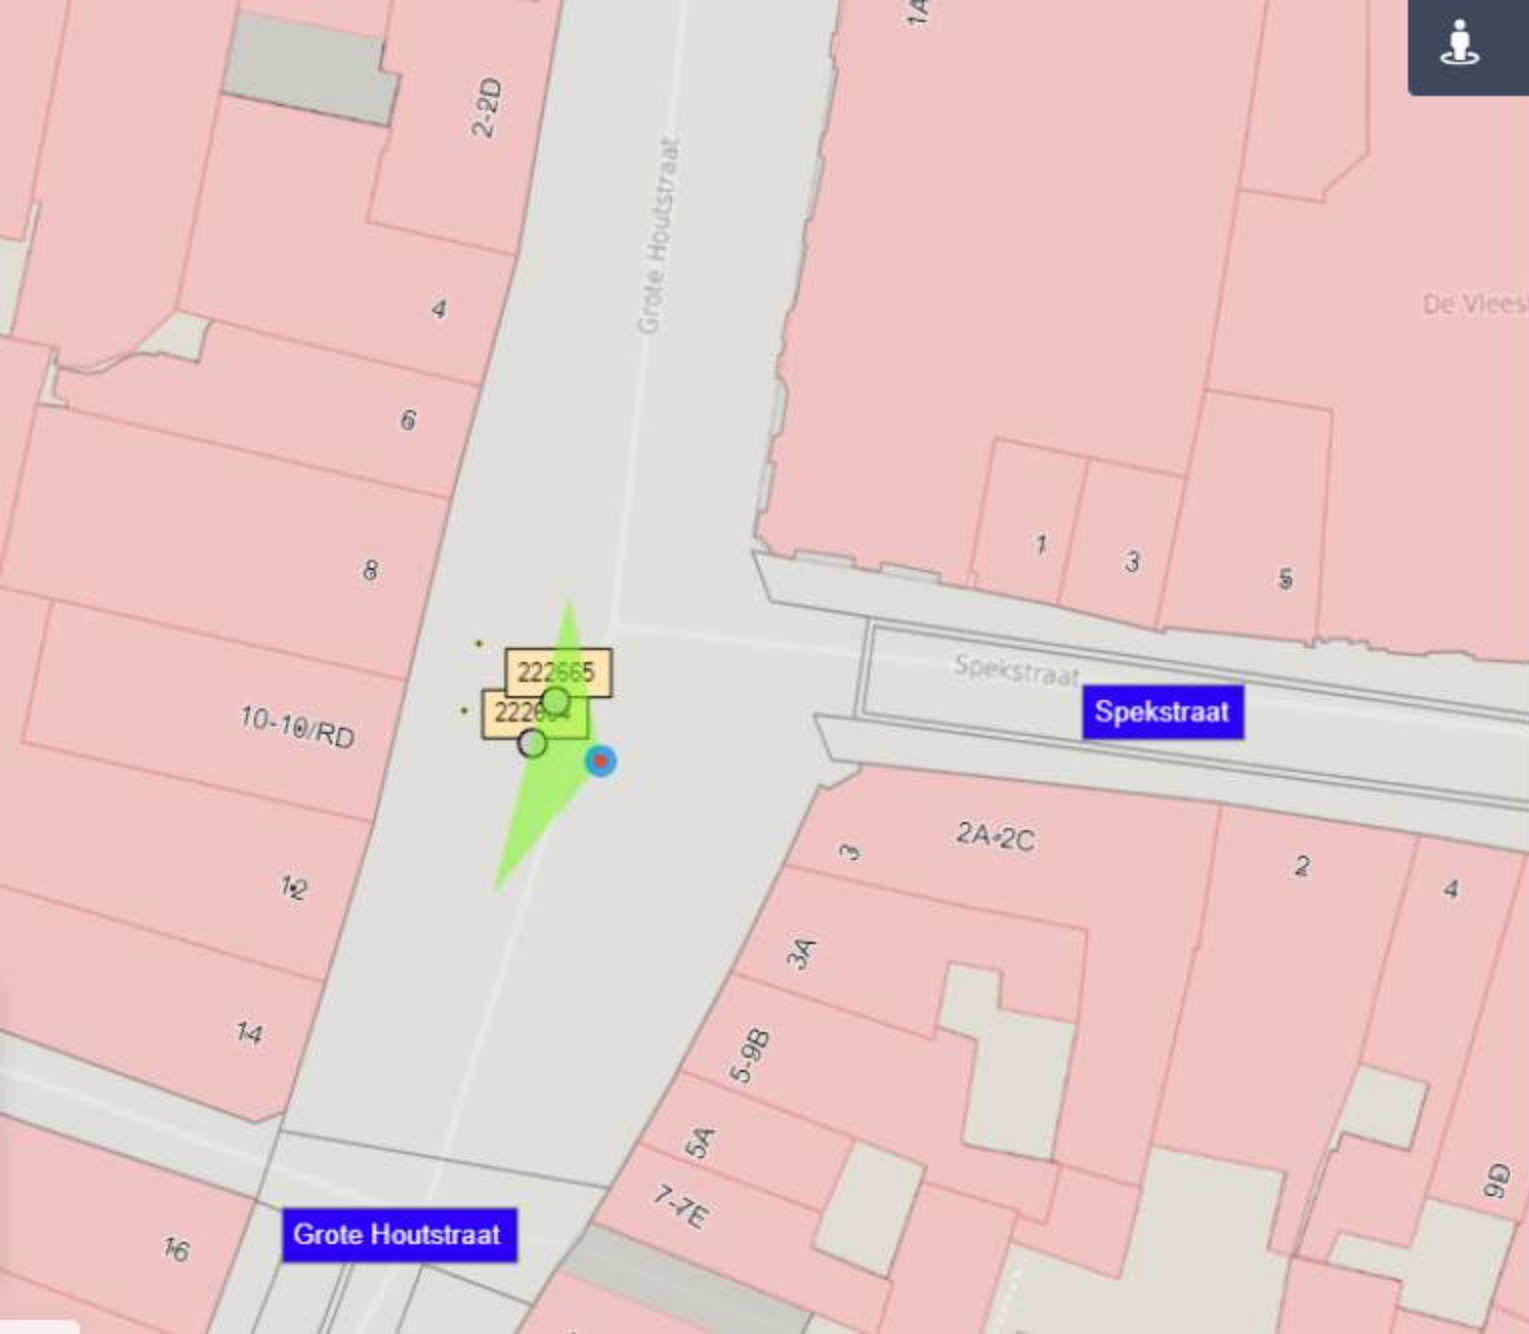 1A
2-2D
Grote Houtstraat
4
De Vlees
6
8
1
3
5
222665
Spekstraat
Spekstraat
10-10/RD
3
2A-2C
2
4
12
3A
14
5-9B
5A
7-7E
6D
Grote Houtstraat
16